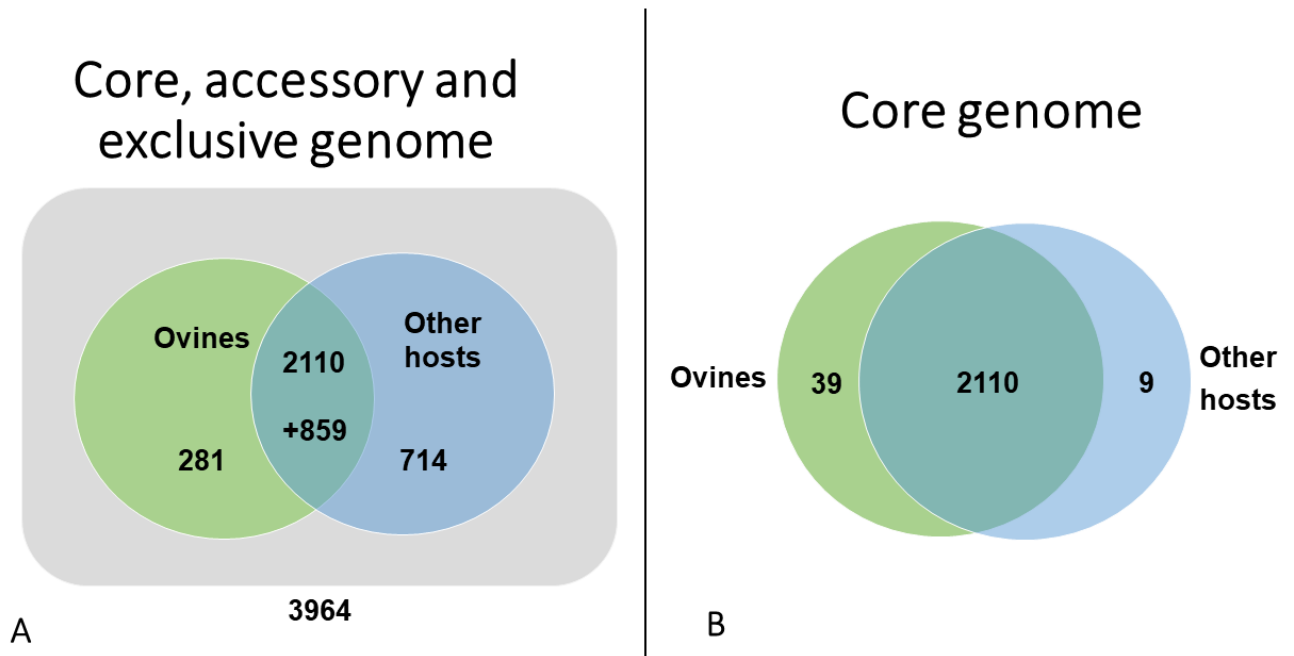 Core, accessory and
exclusive genome
Ovines
Other
hosts
2110
+859
281
714
3964
A
Core genome
Ovines
39
2110
9
Other
hosts
B